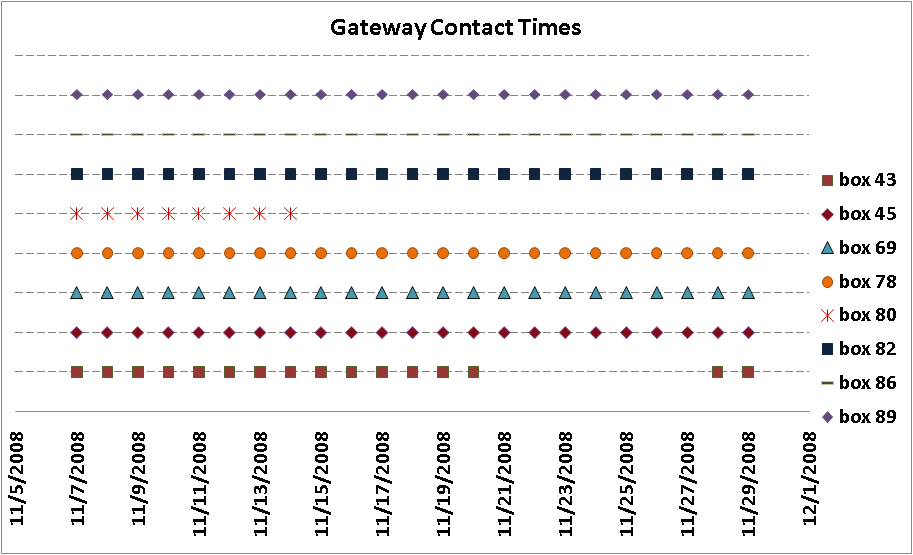 Gateway Contact Times
box 43
box 45
box 69
box 78
box 80
box 82
box 86
box 89
11/5/2008
11/7/2008
11/9/2008
11/11/2008
11/13/2008
11/15/2008
11/17/2008
11/19/2008
11/21/2008
11/23/2008
11/25/2008
11/27/2008
11/29/2008
12/1/2008